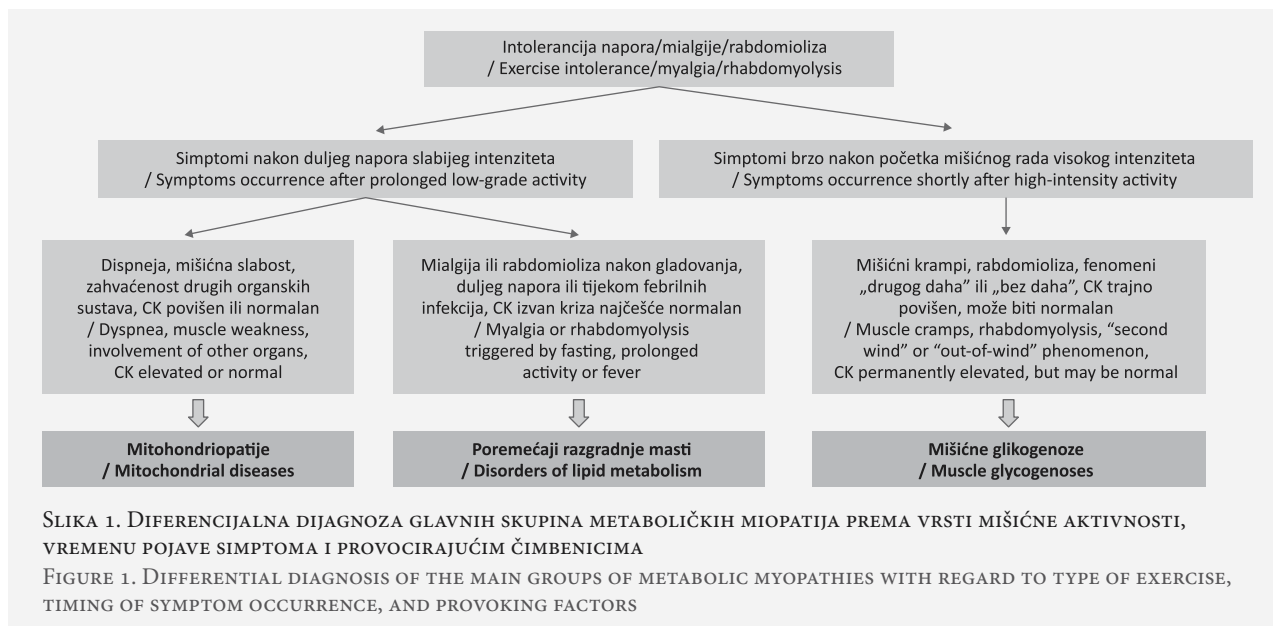 Intolerancija napora/mialgije/rabdomioliza
/ Exercise intolerance/myalgia/rhabdomyolysis
Simptomi nakon duljeg napora slabijeg intenziteta
/ Symptoms occurrence after prolonged low-grade activity
Simptomi brzo nakon početka mišićnog rada visokog intenziteta
/ Symptoms occurrence shortly after high-intensity activity
Dispneja, mišićna slabost,
zahvaćenost drugih organskih
sustava, CK povišen ili normalan
/ Dyspnea, muscle weakness,
involvement of other organs,
CK elevated or normal
Mialgija ili rabdomioliza nakon gladovanja,
duljeg napora ili tijekom febrilnih
infekcija, CK izvan kriza najčešće normalan
/ Myalgia or rhabdomyolysis
triggered by fasting, prolonged
activity or fever
Mišićni krampi, rabdomioliza, fenomeni
„drugog daha” ili „bez daha”, CK trajno
povišen, može biti normalan
/ Muscle cramps, rhabdomyolysis, “second
wind” or “out-of-wind” phenomenon,
CK permanently elevated, but may be normal
Mitohondriopatije
/ Mitochondrial diseases
Poremećaji razgradnje masti
/ Disorders of lipid metabolism
Mišićne glikogenoze
/ Muscle glycogenoses
Slika 1. Diferencijalna dijagnoza glavnih skupina metaboličkih miopatija prema vrsti mišićne aktivnosti,
vremenu pojave simptoma i provocirajućim čimbenicima
Figure 1. Differential diagnosis of the main groups of metabolic myopathies with regard to type of exercise,
timing of symptom occurrence, and provoking factors